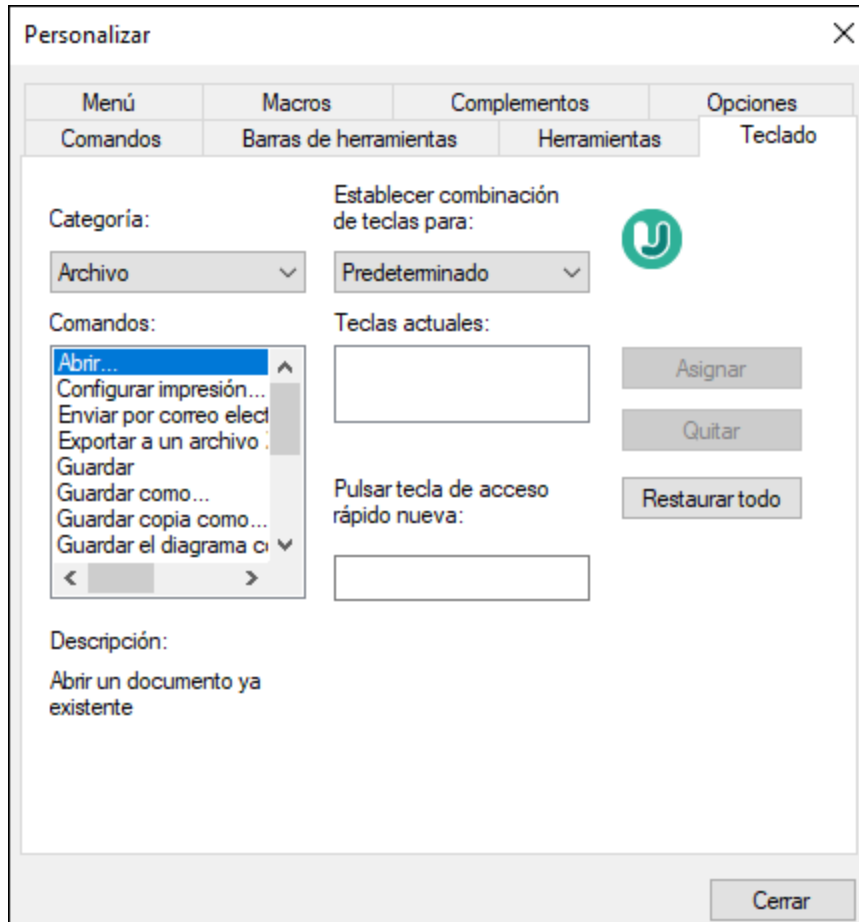 Personalizar
Menú
Macros
Complementos
Opciones
Comandos
Barras de herramientas
Herramientas
Teclado
Categoría:
Establecer combinación
de teclas para:
Archivo
Predeterminado
Comandos:
Teclas actuales:
Abrir...
Configurar impresión...
Enviar por correo elect
Exportar a un archivo
Guardar
Guardar como...
Guardar copia como...
Guardar el diagrama c
Asignar
Quitar
Pulsar tecla de acceso
rápido nueva:
Restaurar todo
Descripción:
Abrir un documento ya
existente
Cerrar